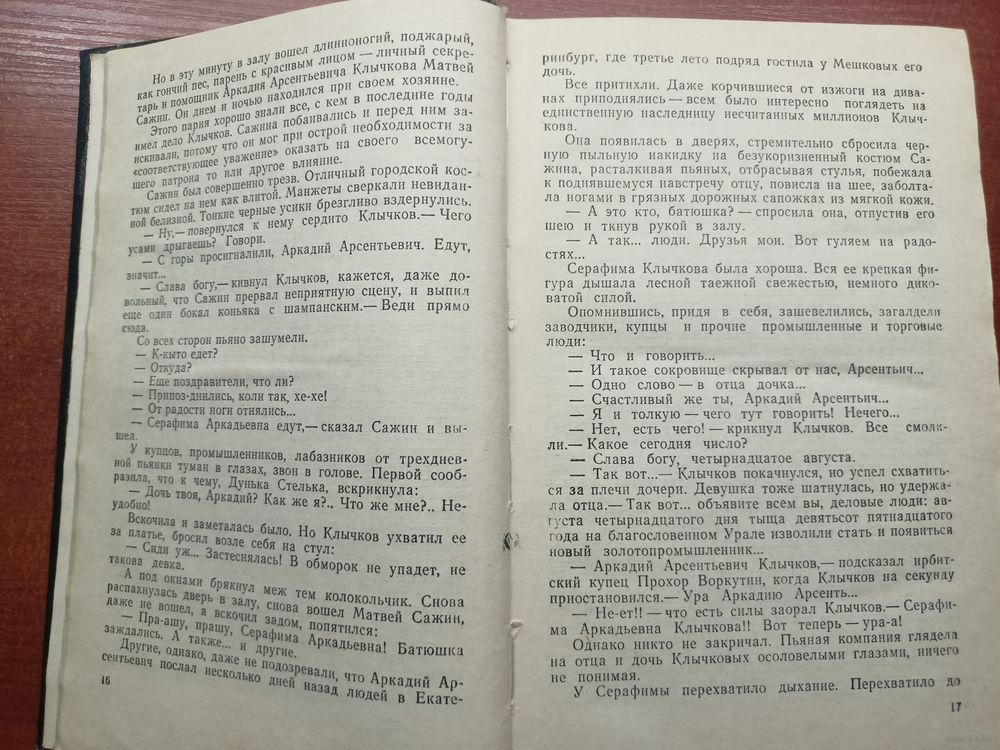 Но в эту минуту в залу вошел длинноногий, поджарый,
как гончий пес, парень с красивым лицом — личный секре-
тарь и помощник Аркадия Арсентьевича Клычкова Матвей
Сажин. Он днем и ночью находился при своем хозяине.
Этого парня хорошо знали все, с кем в последние годы
имел дело Клычков. Сажина побаивались и перед ним за-
искивали, потому что он мог при острой необходимости за
«соответствующее уважение» оказать на своего всемогу-
щего патрона то или другое влияние.
Сажин был совершенно трезв. Отличный городской кос-
тюм сидел на нем как влитой. Манжеты сверкали невидан-
ной белизной. Тонкие черные усики брезгливо вздернулись.
— Ну,— повернулся к нему сердито Клычков.— Чего
усами дрыгаешь? Говори.
— С горы просигналили, Аркадий Арсентьевич. Едут,
значит...
— Слава богу,— кивнул Клычков, кажется, даже до-
вольный, что Сажин прервал неприятную сцену, и выпил
еще один бокал коньяка с шампанским.— Веди прямо
сюда.
Со всех сторон пьяно зашумели.
— К-кыто едет?
— Откуда?
— Еще поздравители, что ли?
— Припоз-днились, коли так, хе-хе!
— От радости ноги отнялись...
— Серафима Аркадьевна едут,— сказал Сажин и вы-
шел.
У купцов, промышленников, лабазников от трехднев-
ной пьянки туман в глазах, звон в голове. Первой сооб-
разила, что к чему, Дунька Стелька, вскрикнула:
— Дочь твоя, Аркадий? Как же я?.. Что же мне?.. Не-
удобно!
Вскочила и заметалась было. Но Клычков ухватил ее
за платье, бросил возле себя на стул:
— Сиди уж... Застеснялась! В обморок не упадет, не
такова девка.
А под окнами брякнул меж тем колокольчик. Снова
распахнулась дверь в залу, снова вошел Матвей Сажин,
даже не вошел, а вскочил задом, попятился:
— Пра-ашу, прашу, Серафима Аркадьевна! Батюшка
заждались. А также... и другие.
Другие, однако, даже не подозревали, что Аркадий Ар-
сентьевич послал несколько дней назад людей в Екате-
16
ринбург, где третье лето подряд гостила у Мешковых его
дочь.
Все притихли. Даже корчившиеся от изжоги на дива-
нах приподнялись — всем было интересно поглядеть на
единственную наследницу несчитанных миллионов Клыч-
кова.
Она появилась в дверях, стремительно сбросила чер-
ную пыльную накидку на безукоризненный костюм Са-
жина, расталкивая пьяных, отбрасывая стулья, побежала
к поднявшемуся навстречу отцу, повисла на шее, заболта-
ла ногами в грязных дорожных сапожках из мягкой кожи.
— А это кто, батюшка? — спросила она, отпустив его
шею и ткнув рукой в залу.
— А так... люди. Друзья мои. Вот гуляем на радо-
стях...
Серафима Клычкова была хороша. Вся ее крепкая фи-
гура дышала лесной таежной свежестью, немного дико-
ватой силой.
Опомнившись, придя в себя, зашевелились, загалдели
заводчики, купцы и прочие промышленные и торговые
люди:
— Что и говорить...
— И такое сокровище скрывал от нас, Арсентьич...
— Одно слово — в отца дочка...
— Счастливый же ты, Аркадий Арсентьич...
— Я и толкую — чего тут говорить! Нечего...
— Нет, есть чего! — крикнул Клычков. Все смолк-
ли.— Какое сегодня число?
— Слава богу, четырнадцатое августа.
— Так вот...— Клычков покачнулся, но успел схватить-
ся за плечи дочери. Девушка тоже шатнулась, но удержа-
ла отца.— Так вот... объявите всем вы, деловые люди: ав-
густа четырнадцатого дня тыща девятьсот пятнадцатого
года на благословенном Урале изволили стать и появиться
новый золотопромышленник...
— Аркадий Арсентьевич Клычков,— подсказал ирбит-
ский купец Прохор Воркутин, когда Клычков на секунду
приостановился.— Ура Аркадию Арсенть...
— Не-ет!! — что есть силы заорал Клычков.— Серафи-
ма Аркадьевна Клычкова!! Вот теперь — ура-а!
Однако никто не закричал. Пьяная компания глядела
на отца и дочь Клычковых осоловелыми глазами, ничего
не понимая.
У Серафимы перехватило дыхание. Перехватило до
17